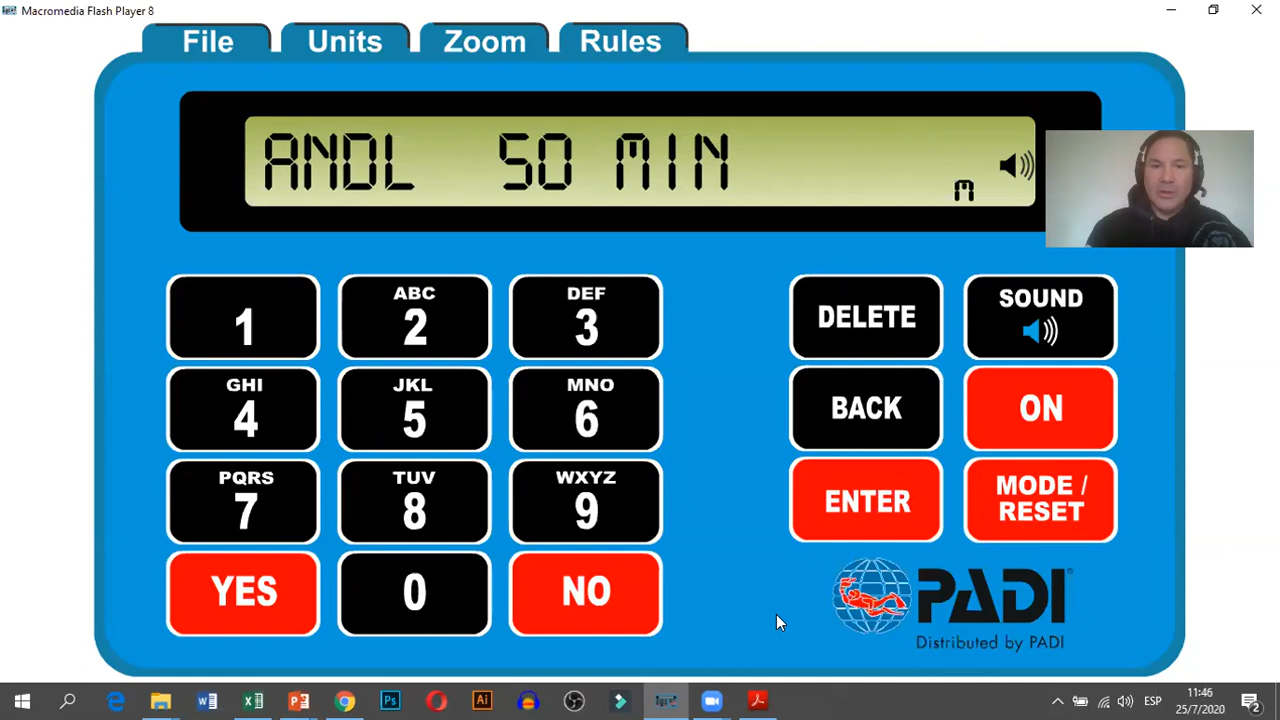 Macromedia Flash Player 8
File Units Zoom Rules
ANDL 50 MIN
M
1
ABC
2
DEF
3
DELETE
SOUND
GHI
4
JKL
5
MNO
6
BACK
ON
PQRS
7
TUV
8
WXYZ
9
ENTER
MODE /
RESET
YES
0
NO
PADI®
Distributed by PADI
ESP
11:46
25/7/2020
2